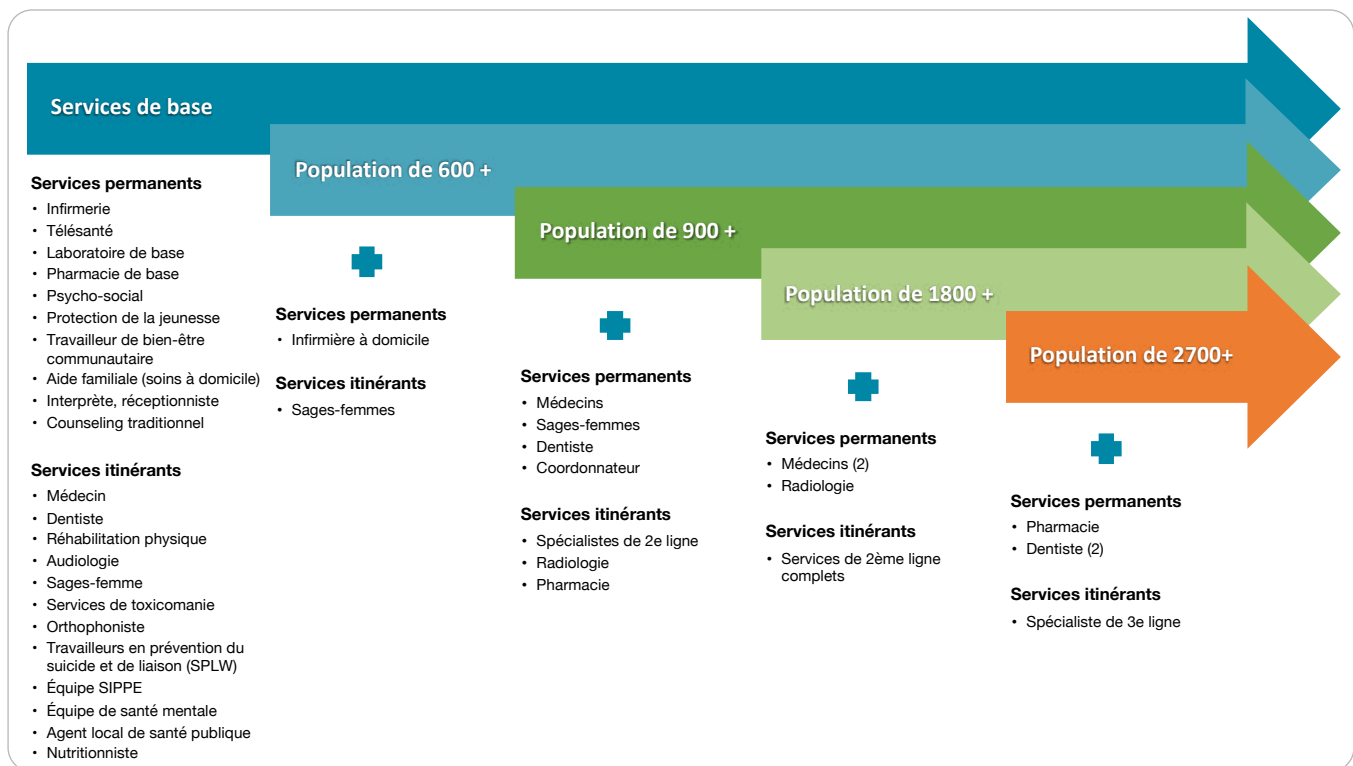 Services de base
Services permanents
• Infirmerie
• Télésanté
• Laboratoire de base
• Pharmacie de base
• Psycho-social
• Protection de la jeunesse
• Travailleur de bien-être
communautaire
• Aide familiale (soins à domicile)
• Interprète, réceptionniste
• Counseling traditionnel
Services itinérants
• Médecin
• Dentiste
• Réhabilitation physique
• Audiologie
• Sages-femme
• Services de toxicomanie
• Orthophoniste
• Travailleurs en prévention du
suicide et de liaison (SPLW)
• Équipe SIPPE
• Équipe de santé mentale
• Agent local de santé publique
• Nutritionniste
Population de 600 +
Services permanents
• Infirmière à domicile
Services itinérants
• Sages-femmes
Population de 900 +
Services permanents
• Médecins
• Sages-femmes
• Dentiste
• Coordonnateur
Services itinérants
• Spécialistes de 2e ligne
• Radiologie
• Pharmacie
Population de 1800 +
Services permanents
• Médecins (2)
• Radiologie
Services itinérants
• Services de 2ème ligne
complets
Population de 2700+
Services permanents
• Pharmacie
• Dentiste (2)
Services itinérants
• Spécialiste de 3e ligne